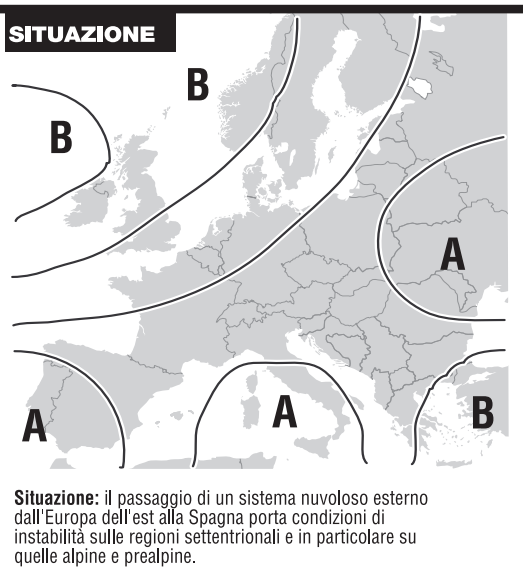 SITUAZIONE
B
B
A
A
A
B
Situazione: il passaggio di un sistema nuvoloso esterno
dall'Europa dell'est alla Spagna porta condizioni di
instabilità sulle regioni settentrionali e in particolare su
quelle alpine e prealpine.